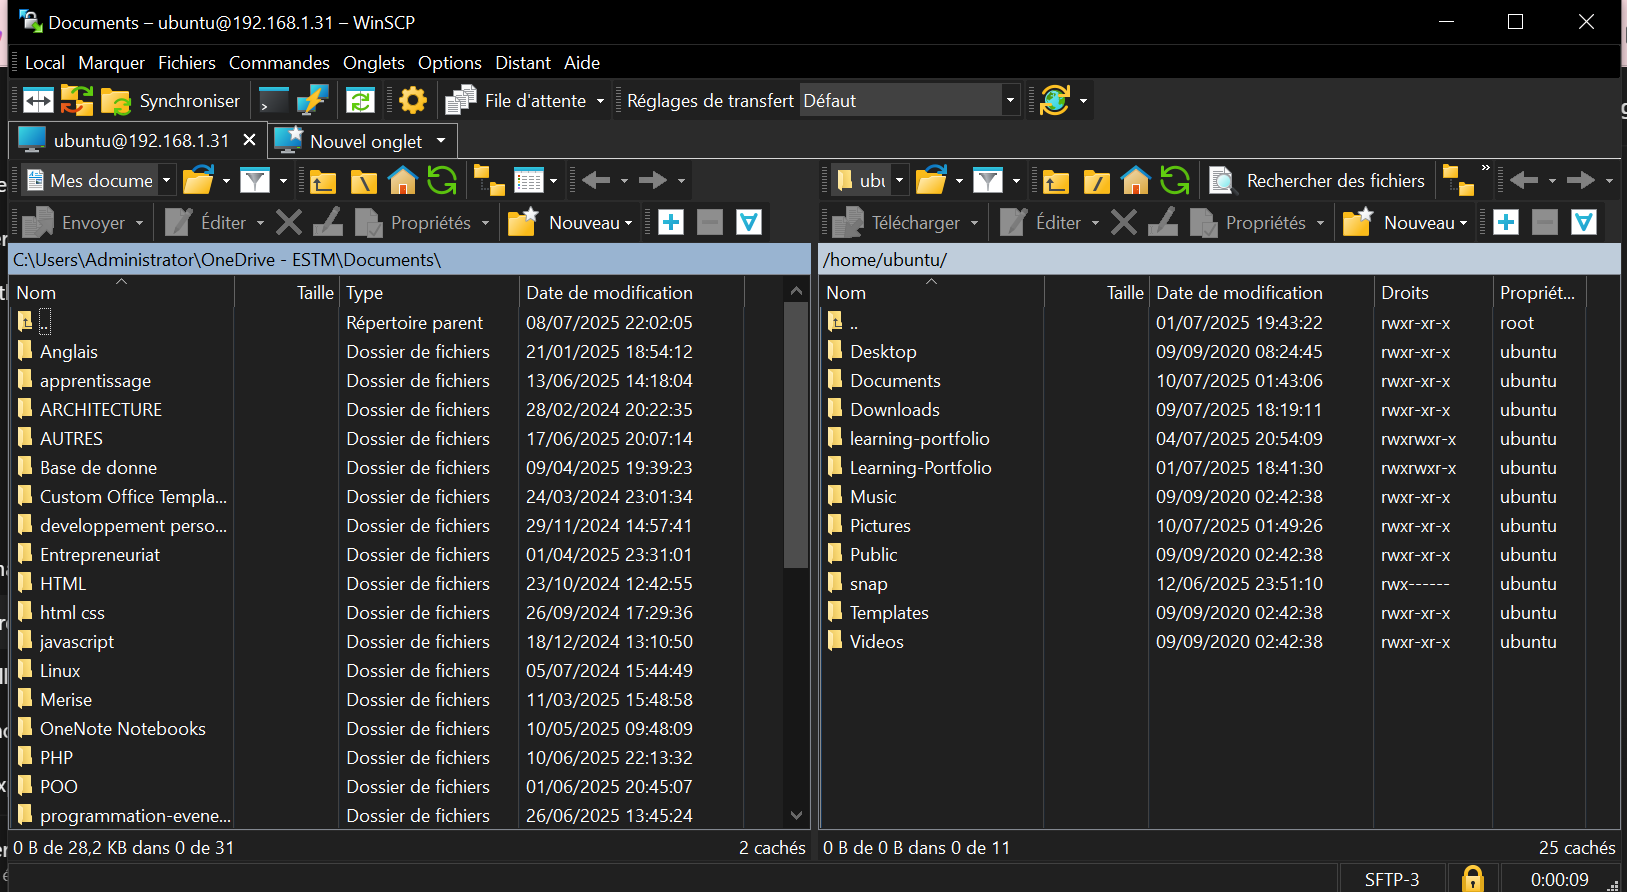 Documents – ubuntu@192.168.1.31 – WinSCP
Local Marquer Fichiers Commandes Onglets Options Distant Aide
Synchroniser File d'attente Réglages de transfert Défaut
ubuntu@192.168.1.31 Nouvel onglet
Mes docume ubu Rechercher des fichiers
Envoyer Éditer Propriétés Nouveau Télécharger Éditer Propriétés Nouveau
C:\Users\Administrator\OneDrive - ESTM\Documents\
Nom Taille Type Date de modification
.. Répertoire parent 08/07/2025 22:02:05
Anglais Dossier de fichiers 21/01/2025 18:54:12
apprentissage Dossier de fichiers 13/06/2025 14:18:04
ARCHITECTURE Dossier de fichiers 28/02/2024 20:22:35
AUTRES Dossier de fichiers 17/06/2025 20:07:14
Base de donne Dossier de fichiers 09/04/2025 19:39:23
Custom Office Templa... Dossier de fichiers 24/03/2024 23:01:34
developpement perso... Dossier de fichiers 29/11/2024 14:57:41
Entrepreneuriat Dossier de fichiers 01/04/2025 23:31:01
HTML Dossier de fichiers 23/10/2024 12:42:55
html css Dossier de fichiers 26/09/2024 17:29:36
javascript Dossier de fichiers 18/12/2024 13:10:50
Linux Dossier de fichiers 05/07/2024 15:44:49
Merise Dossier de fichiers 11/03/2025 15:48:58
OneNote Notebooks Dossier de fichiers 10/05/2025 09:48:09
PHP Dossier de fichiers 10/06/2025 22:13:32
POO Dossier de fichiers 01/06/2025 20:45:07
programmation-evene... Dossier de fichiers 26/06/2025 13:45:24
0 B de 28,2 KB dans 0 de 31 2 cachés
/home/ubuntu/
Nom Taille Date de modification Droits Propriét...
.. 01/07/2025 19:43:22 rwxr-xr-x root
Desktop 09/09/2020 08:24:45 rwxr-xr-x ubuntu
Documents 10/07/2025 01:43:06 rwxr-xr-x ubuntu
Downloads 09/07/2025 18:19:11 rwxr-xr-x ubuntu
learning-portfolio 04/07/2025 20:54:09 rwxrwxr-x ubuntu
Learning-Portfolio 01/07/2025 18:41:30 rwxrwxr-x ubuntu
Music 09/09/2020 02:42:38 rwxr-xr-x ubuntu
Pictures 10/07/2025 01:49:26 rwxr-xr-x ubuntu
Public 09/09/2020 02:42:38 rwxr-xr-x ubuntu
snap 12/06/2025 23:51:10 rwx------ ubuntu
Templates 09/09/2020 02:42:38 rwxr-xr-x ubuntu
Videos 09/09/2020 02:42:38 rwxr-xr-x ubuntu
0 B de 0 B dans 0 de 11 25 cachés
SFTP-3 0:00:09